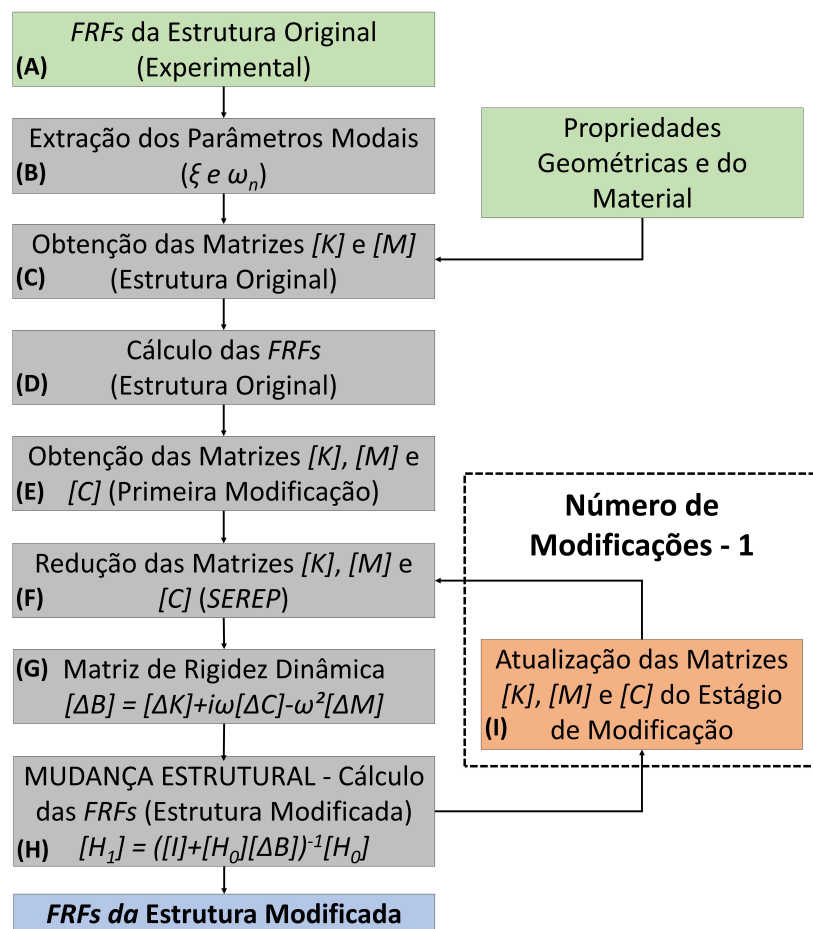 FRFs da Estrutura Original
(A) (Experimental)
Extração dos Parâmetros Modais
(B) (ξ e ωₙ)
Propriedades
Geométricas e do
Material
Obtenção das Matrizes [K] e [M]
(C) (Estrutura Original)
Cálculo das FRFs
(D) (Estrutura Original)
Obtenção das Matrizes [K], [M] e
(E) [C] (Primeira Modificação)
Número de
Modificações - 1
Redução das Matrizes [K], [M] e
(F) [C] (SEREP)
Atualização das Matrizes
[K], [M] e [C] do Estágio
(I) de Modificação
(G) Matriz de Rigidez Dinâmica
[ΔB] = [ΔK]+iω[ΔC]-ω²[ΔM]
MUDANÇA ESTRUTURAL - Cálculo
das FRFs (Estrutura Modificada)
(H) [H₁] = ([I]+[H₀][ΔB])⁻¹[H₀]
FRFs da Estrutura Modificada